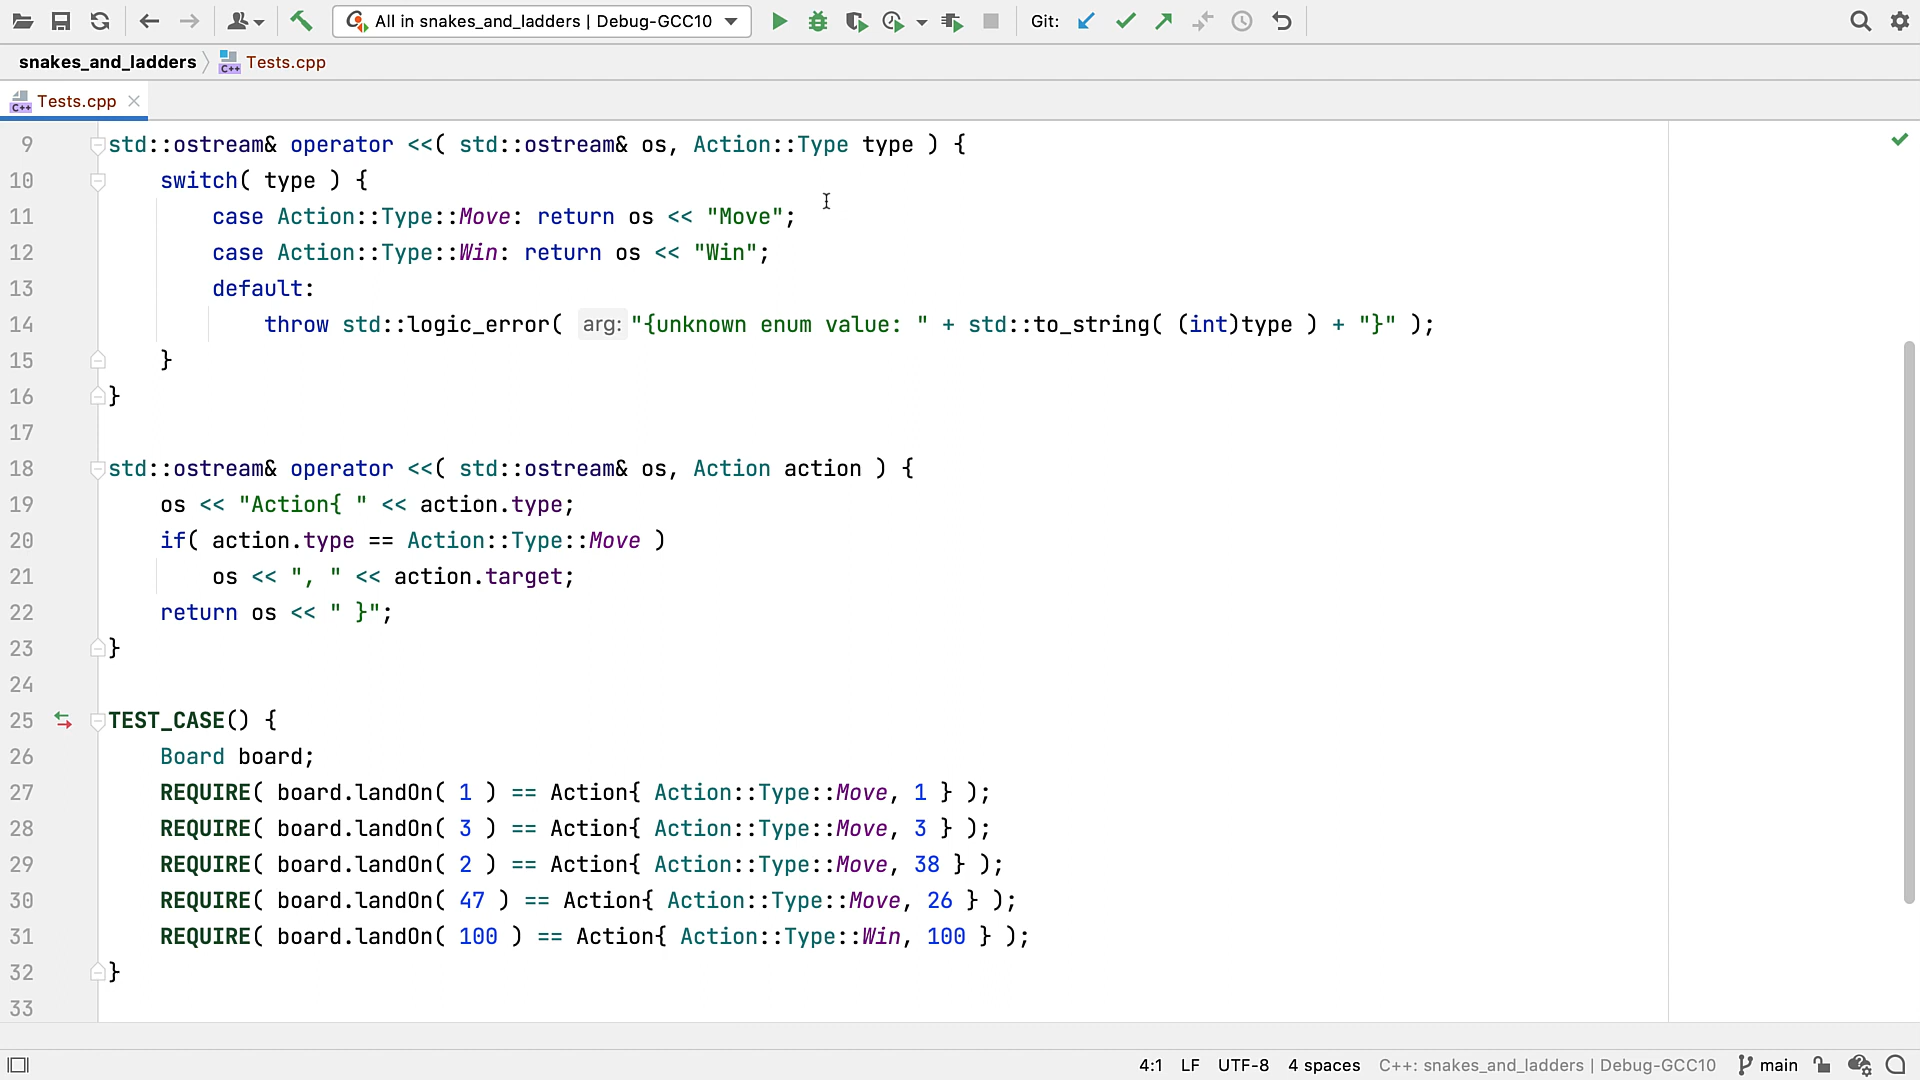 All in snakes_and_ladders | Debug-GCC10 Git:
snakes_and_ladders Tests.cpp
Tests.cpp
9 std::ostream& operator <<( std::ostream& os, Action::Type type ) {
10 switch( type ) {
11 case Action::Type::Move: return os << "Move";
12 case Action::Type::Win: return os << "Win";
13 default:
14 throw std::logic_error( arg: "{unknown enum value: " + std::to_string( (int)type ) + "}" );
15 }
16 }
17
18 std::ostream& operator <<( std::ostream& os, Action action ) {
19 os << "Action{ " << action.type;
20 if( action.type == Action::Type::Move )
21 os << ", " << action.target;
22 return os << " }";
23 }
24
25 TEST_CASE() {
26 Board board;
27 REQUIRE( board.landOn( 1 ) == Action{ Action::Type::Move, 1 } );
28 REQUIRE( board.landOn( 3 ) == Action{ Action::Type::Move, 3 } );
29 REQUIRE( board.landOn( 2 ) == Action{ Action::Type::Move, 38 } );
30 REQUIRE( board.landOn( 47 ) == Action{ Action::Type::Move, 26 } );
31 REQUIRE( board.landOn( 100 ) == Action{ Action::Type::Win, 100 } );
32 }
33
4:1 LF UTF-8 4 spaces C++: snakes_and_ladders | Debug-GCC10 main